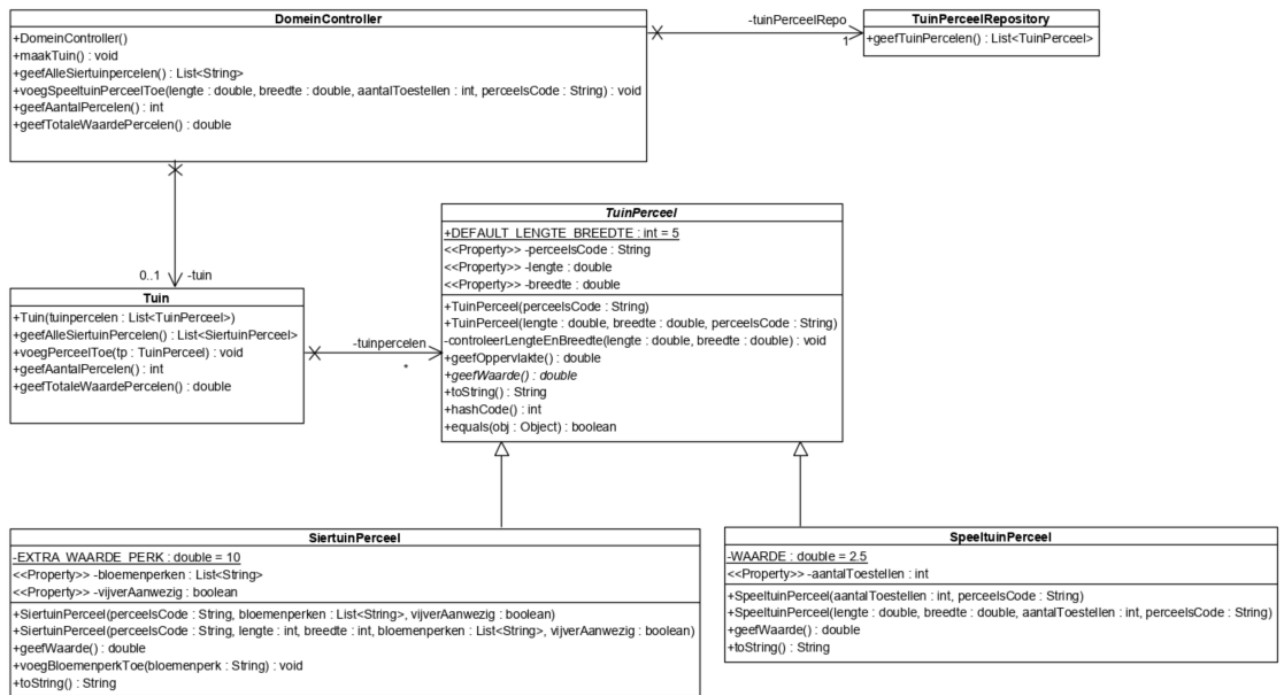 DomeinController
+DomeinController()
+maakTuin() : void
+geefAlleSiertuinpercelen() : List<String>
+voegSpeeltuinPerceelToe(lengte : double, breedte : double, aantalToestellen : int, perceelsCode : String) : void
+geefAantalPercelen() : int
+geefTotaleWaardePercelen() : double
-tuinPerceelRepo
1
TuinPerceelRepository
+geefTuinPercelen() : List<TuinPerceel>
0..1
-tuin
Tuin
+Tuin(tuinpercelen : List<TuinPerceel>)
+geefAlleSiertuinPercelen() : List<SiertuinPerceel>
+voegPerceelToe(tp : TuinPerceel) : void
+geefAantalPercelen() : int
+geefTotaleWaardePercelen() : double
-tuinpercelen
*
TuinPerceel
+DEFAULT_LENGTE_BREEDTE : int = 5
<<Property>> -perceelsCode : String
<<Property>> -lengte : double
<<Property>> -breedte : double
+TuinPerceel(perceelsCode : String)
+TuinPerceel(lengte : double, breedte : double, perceelsCode : String)
-controleerLengteEnBreedte(lengte : double, breedte : double) : void
+geefOppervlakte() : double
+geefWaarde() : double
+toString() : String
+hashCode() : int
+equals(obj : Object) : boolean
SiertuinPerceel
-EXTRA_WAARDE_PERK : double = 10
<<Property>> -bloemenperken : List<String>
<<Property>> -vijverAanwezig : boolean
+SiertuinPerceel(perceelsCode : String, bloemenperken : List<String>, vijverAanwezig : boolean)
+SiertuinPerceel(perceelsCode : String, lengte : int, breedte : int, bloemenperken : List<String>, vijverAanwezig : boolean)
+geefWaarde() : double
+voegBloemenperkToe(bloemenperk : String) : void
+toString() : String
SpeeltuinPerceel
-WAARDE : double = 2.5
<<Property>> -aantalToestellen : int
+SpeeltuinPerceel(aantalToestellen : int, perceelsCode : String)
+SpeeltuinPerceel(lengte : double, breedte : double, aantalToestellen : int, perceelsCode : String)
+geefWaarde() : double
+toString() : String